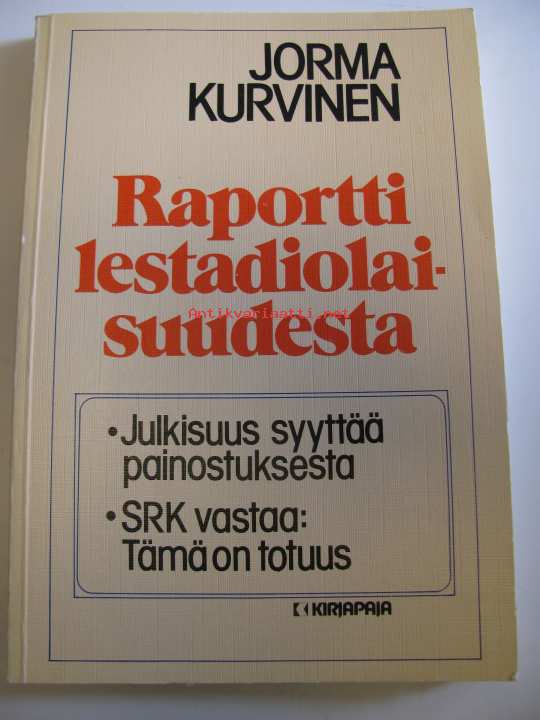 JORMA
KURVINEN
Raportti
lestadiolai-
Antikvariaatti.net
suudesta
•Julkisuus syyttää
painostuksesta
•SRK vastaa:
Tämä on totuus
KIRJAPAJA